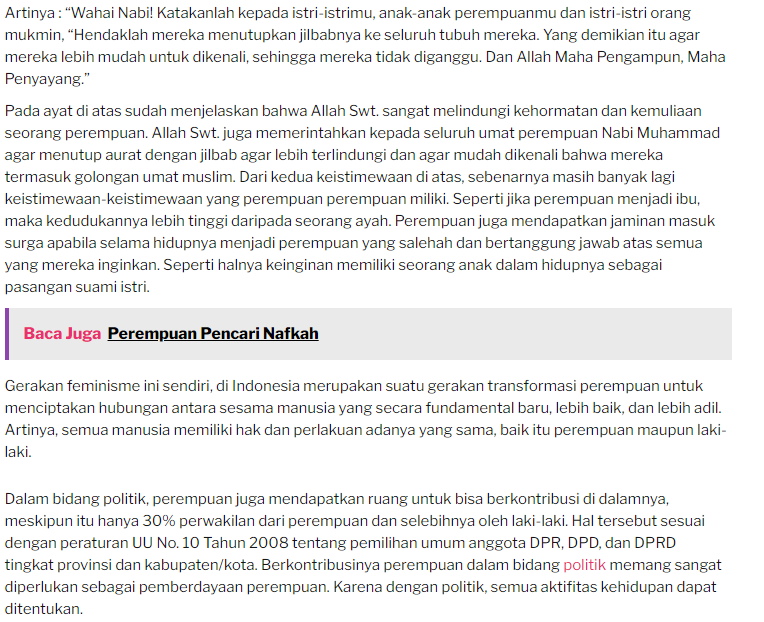 Artinya : “Wahai Nabi! Katakanlah kepada istri-istrimu, anak-anak perempuanmu dan istri-istri orang
mukmin, “Hendaklah mereka menutupkan jilbabnya ke seluruh tubuh mereka. Yang demikian itu agar
mereka lebih mudah untuk dikenali, sehingga mereka tidak diganggu. Dan Allah Maha Pengampun, Maha
Penyayang.”
Pada ayat di atas sudah menjelaskan bahwa Allah Swt. sangat melindungi kehormatan dan kemuliaan
seorang perempuan. Allah Swt. juga memerintahkan kepada seluruh umat perempuan Nabi Muhammad
agar menutup aurat dengan jilbab agar lebih terlindungi dan agar mudah dikenali bahwa mereka
termasuk golongan umat muslim. Dari kedua keistimewaan di atas, sebenarnya masih banyak lagi
keistimewaan-keistimewaan yang perempuan perempuan miliki. Seperti jika perempuan menjadi ibu,
maka kedudukannya lebih tinggi daripada seorang ayah. Perempuan juga mendapatkan jaminan masuk
surga apabila selama hidupnya menjadi perempuan yang salehah dan bertanggung jawab atas semua
yang mereka inginkan. Seperti halnya keinginan memiliki seorang anak dalam hidupnya sebagai
pasangan suami istri.
Baca Juga Perempuan Pencari Nafkah
Gerakan feminisme ini sendiri, di Indonesia merupakan suatu gerakan transformasi perempuan untuk
menciptakan hubungan antara sesama manusia yang secara fundamental baru, lebih baik, dan lebih adil.
Artinya, semua manusia memiliki hak dan perlakuan adanya yang sama, baik itu perempuan maupun laki-
laki.
Dalam bidang politik, perempuan juga mendapatkan ruang untuk bisa berkontribusi di dalamnya,
meskipun itu hanya 30% perwakilan dari perempuan dan selebihnya oleh laki-laki. Hal tersebut sesuai
dengan peraturan UU No. 10 Tahun 2008 tentang pemilihan umum anggota DPR, DPD, dan DPRD
tingkat provinsi dan kabupaten/kota. Berkontribusinya perempuan dalam bidang politik memang sangat
diperlukan sebagai pemberdayaan perempuan. Karena dengan politik, semua aktifitas kehidupan dapat
ditentukan.